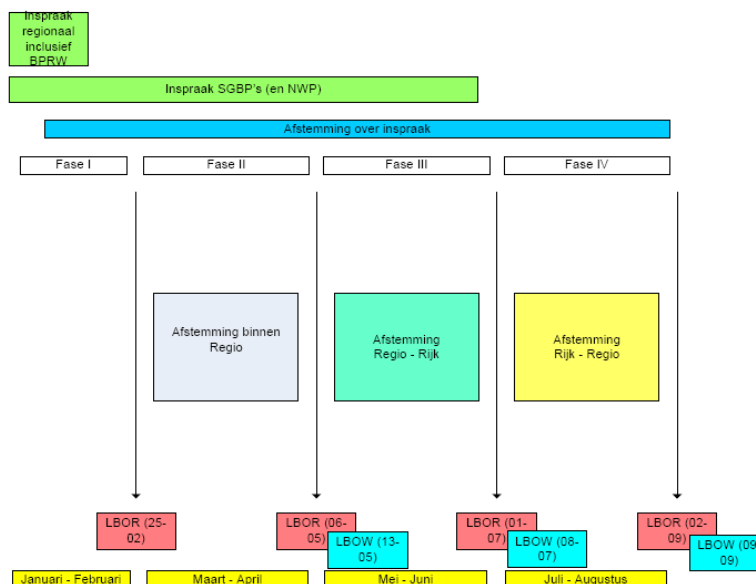 Inspraak
regionaal
inclusief
BPRW
Inspraak SGBP's (en NWP)
Afstemming over inspraak
Fase I
Fase II
Fase III
Fase IV
Afstemming binnen
Regio
Afstemming
Regio - Rijk
Afstemming
Rijk - Regio
LBOR (25-
02)
LBOR (06-
05)
LBOW (13-
05)
LBOR (01-
07)
LBOW (08-
07)
LBOR (02-
09)
LBOW (09-
09)
Januari - Februari
Maart - April
Mei - Juni
Juli - Augustus